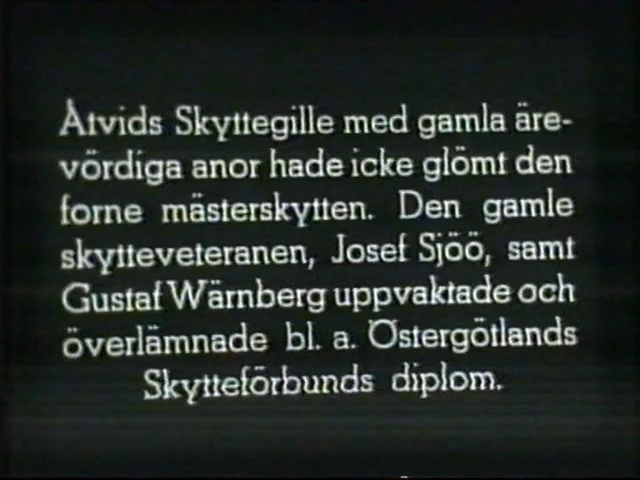 Åtvids Skyttegille med gamla äre-
vördiga anor hade icke glömt den
forne mästerskytten. Den gamle
skytteveteranen, Josef Sjöö, samt
Gustaf Wärnberg uppvaktade och
överlämnade bl. a. Östergötlands
Skytteförbunds diplom.